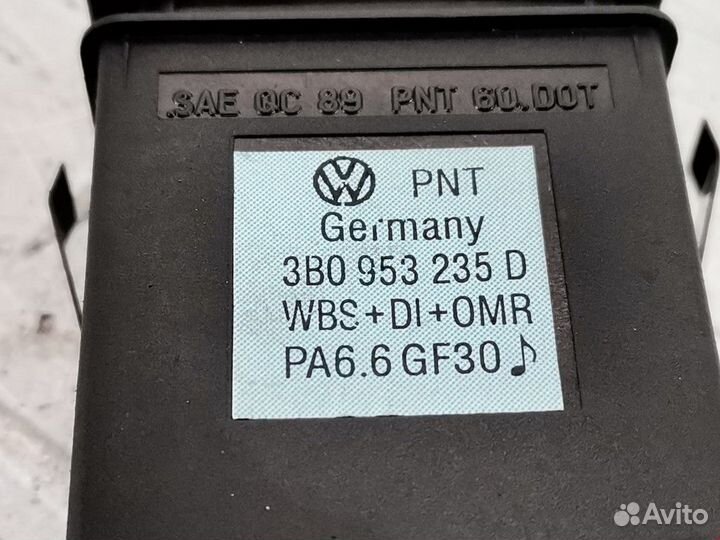 SAE QC 89 PNT 60.DOT
PNT
Germany
3B0 953 235 D
WBS+DI+OMR
PA6.6 GF30♪
Avito